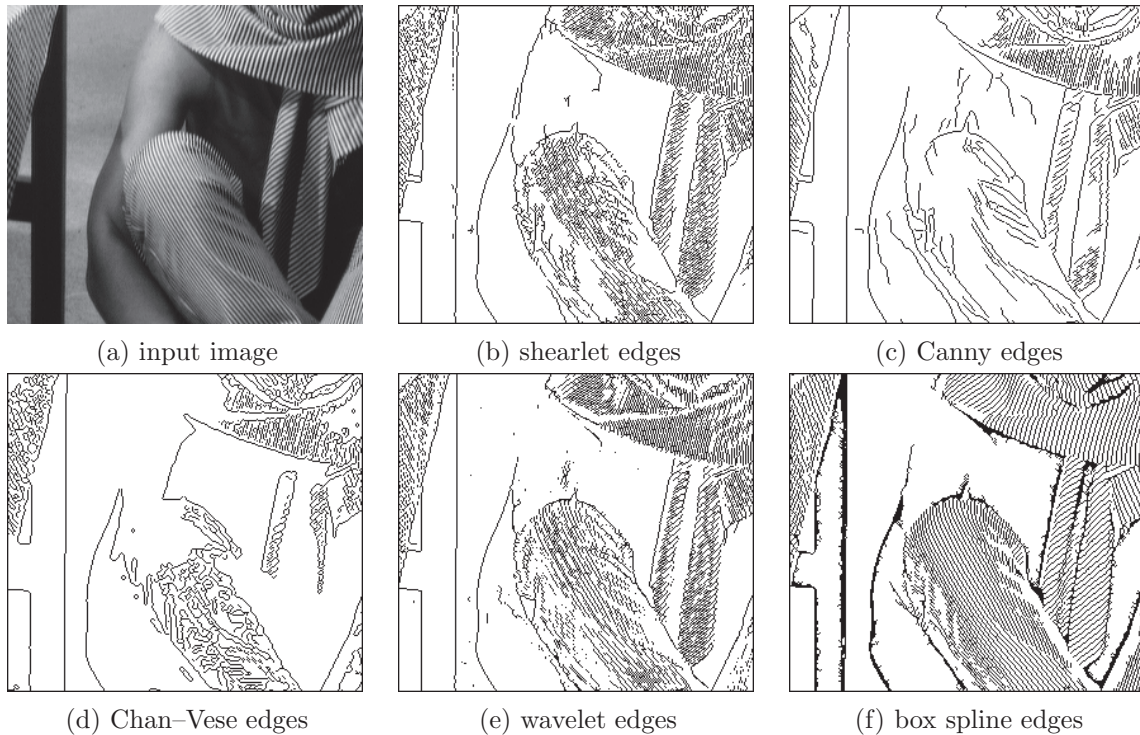 (a) input image
(b) shearlet edges
(c) Canny edges
(d) Chan–Vese edges
(e) wavelet edges
(f) box spline edges